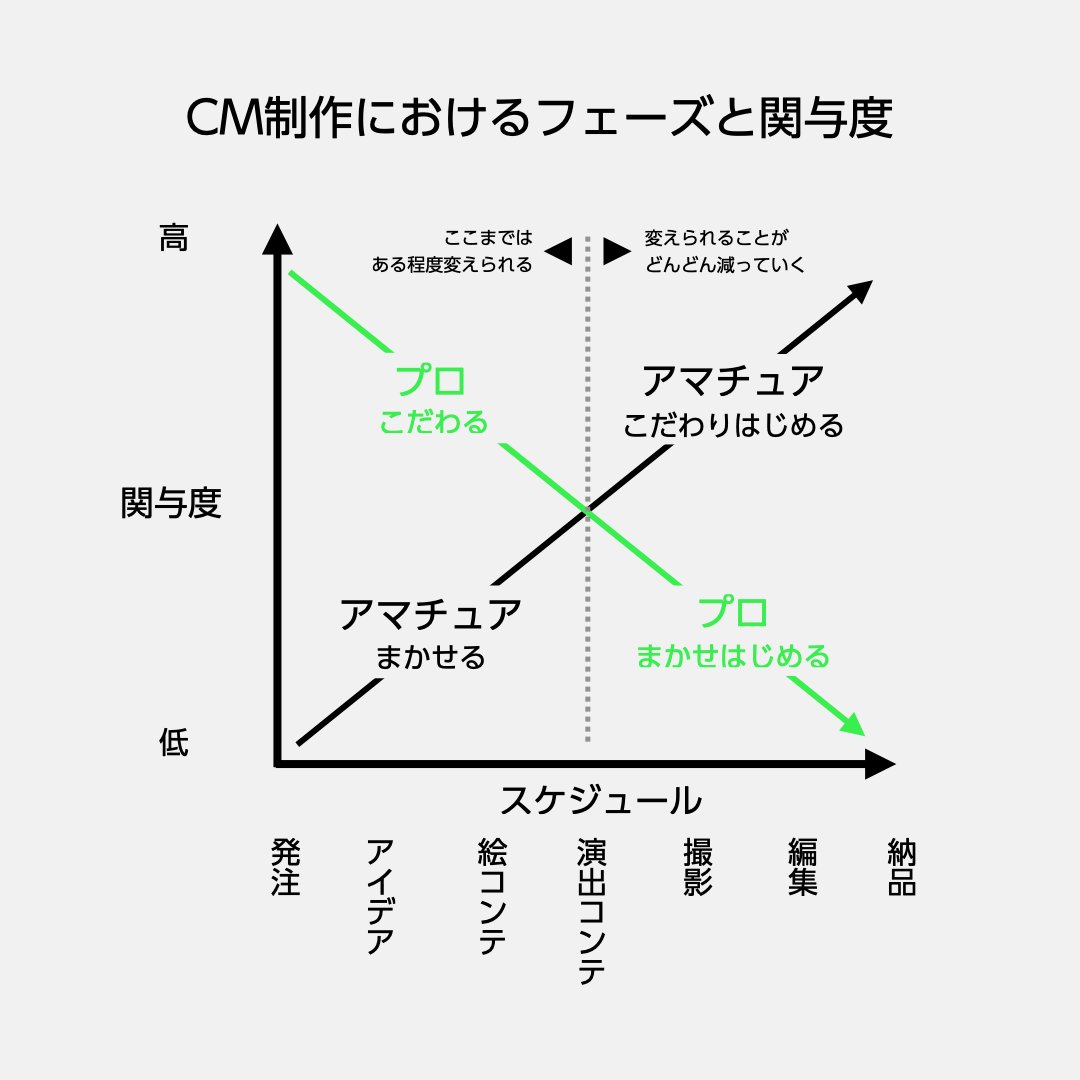 CM制作におけるフェーズと関与度
高
ここまでは
ある程度変えられる
変えられることが
どんどん減っていく
プロ
こだわる
アマチュア
こだわりはじめる
関与度
アマチュア
まかせる
プロ
まかせはじめる
低
スケジュール
発注
アイデア
絵コンテ
演出コンテ
撮影
編集
納品